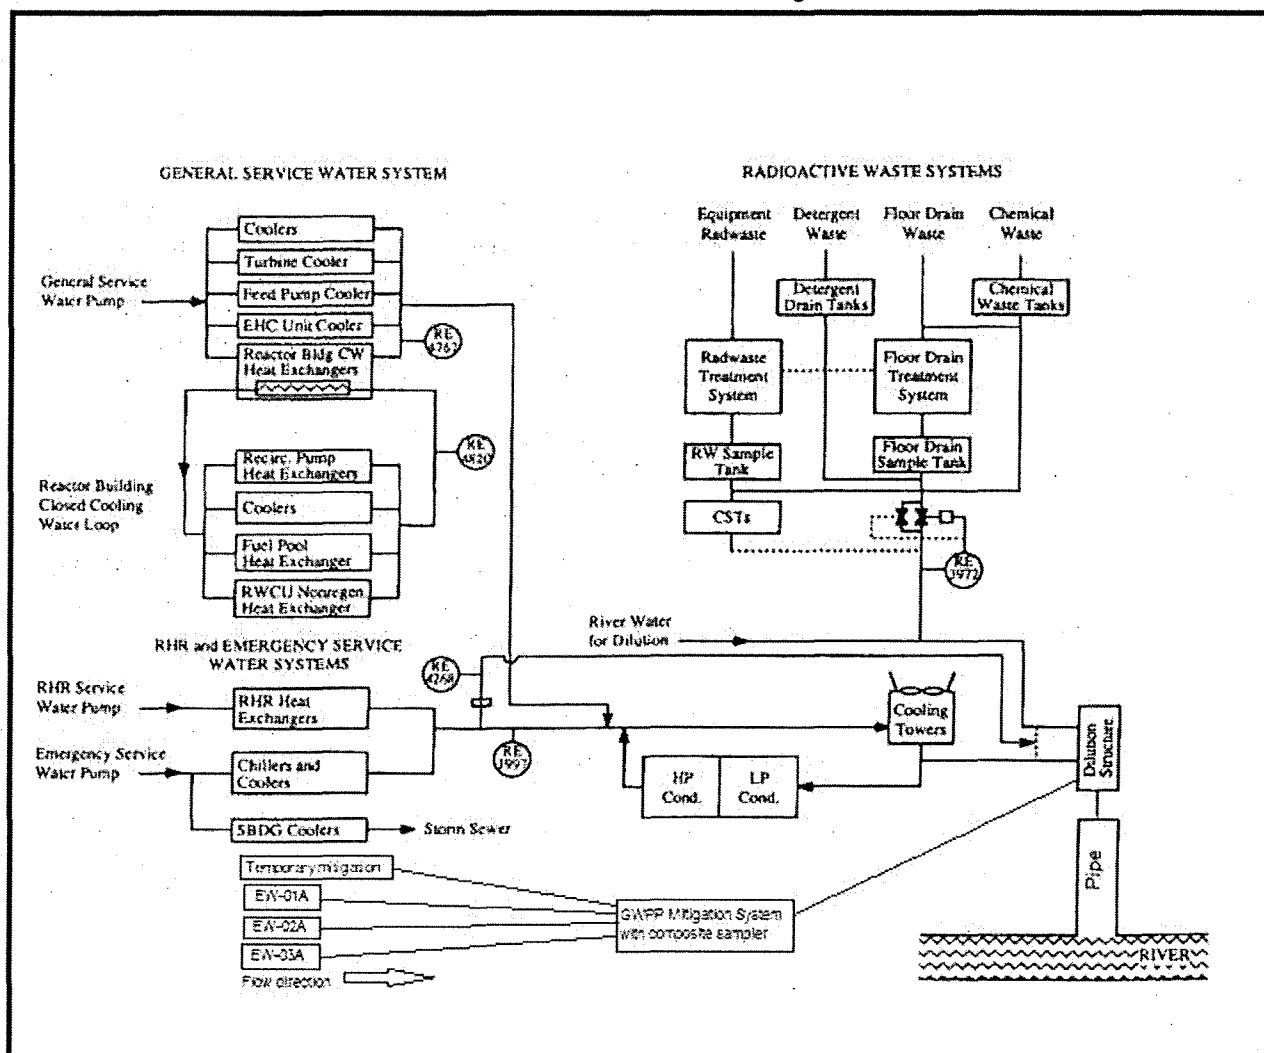 GENERAL SERVICE WATER SYSTEM
Coolers
Turbine Cooler
General Service
Water Pump
Feed Pump Cooler
EHC Unit Cooler
RE
4767
Reactor Bldg CW
Heat Exchangers
RE
4820
Recirc. Pump
Heat Exchangers
Reactor Building
Closed Cooling
Water Loop
Coolers
Fuel Pool
Heat Exchanger
RWCU Nonregen
Heat Exchanger
RHR and EMERGENCY SERVICE
WATER SYSTEMS
RE
4268
RHR Service
Water Pump
RHR Heat
Exchangers
RE
1997
Emergency Service
Water Pump
Chillers and
Coolers
SBDG Coolers
Storm Sewer
RADIOACTIVE WASTE SYSTEMS
Equipment
Radwaste
Detergent
Waste
Floor Drain
Waste
Chemical
Waste
Detergent
Drain Tanks
Chemical
Waste Tanks
Radwaste
Treatment
System
Floor Drain
Treatment
System
RW Sample
Tank
Floor Drain
Sample Tank
CSTs
RE
3972
River Water
for Dilution
Cooling
Towers
HP
Cond.
LP
Cond.
Dilution
Structure
Pipe
RIVER
Temporary mitigation
EW-01A
EW-02A
EW-03A
GWPP Mitigation System
with composite sampler
Flow direction